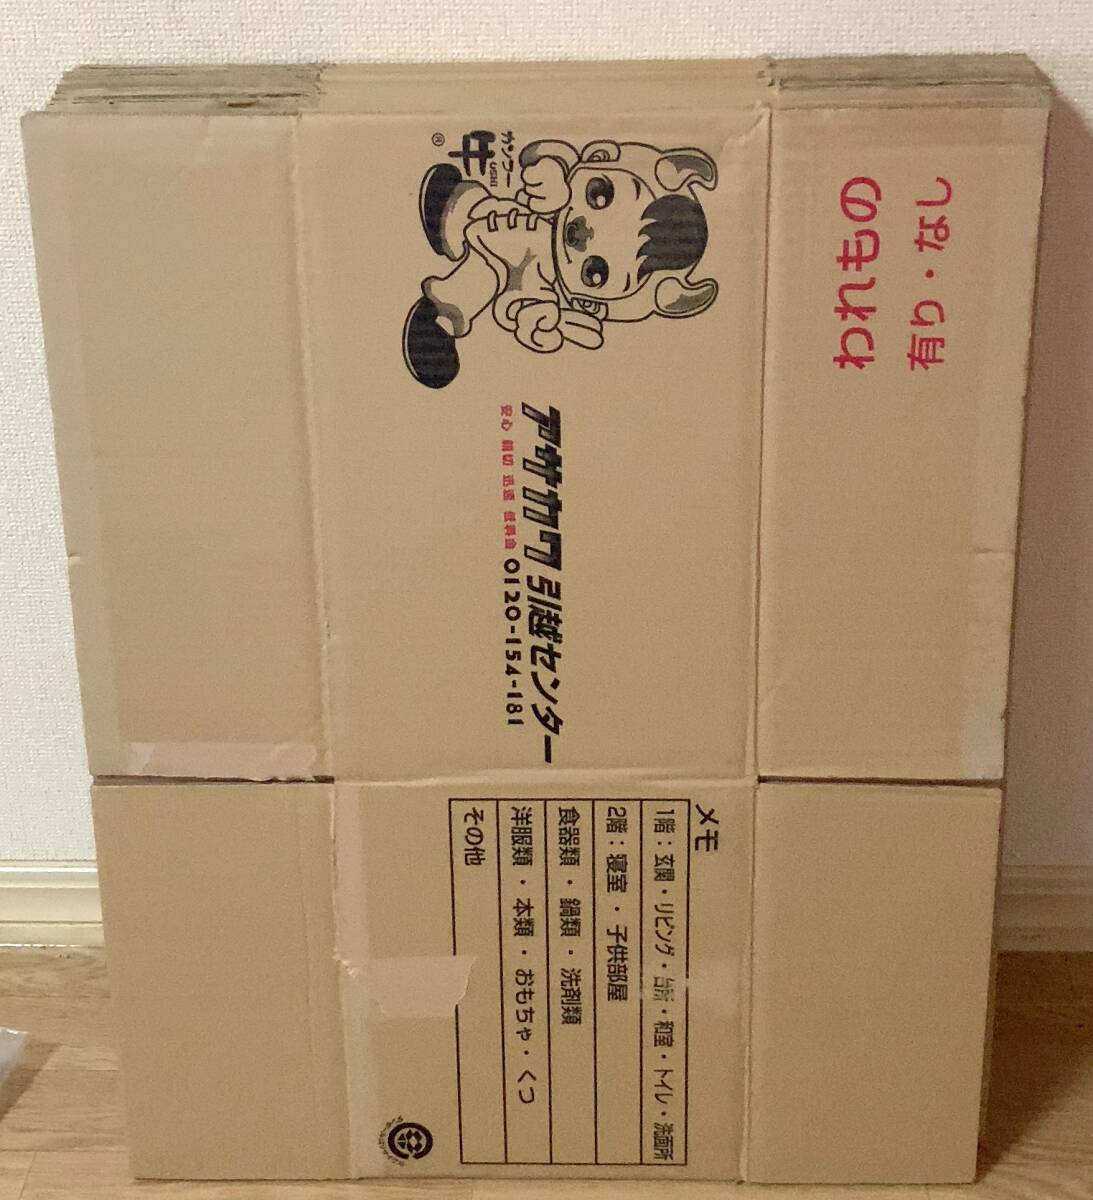 カンフー
牛
USHI
®
アサカワ引越センター
安心 親切 迅速 低料金 0120-154-181
われもの
有り・なし
メモ
1階：玄関・リビング・台所・和室・トイレ・洗面所
2階：寝室・子供部屋
食器類・鍋類・洗剤類
洋服類・本類・おもちゃ・くつ
その他